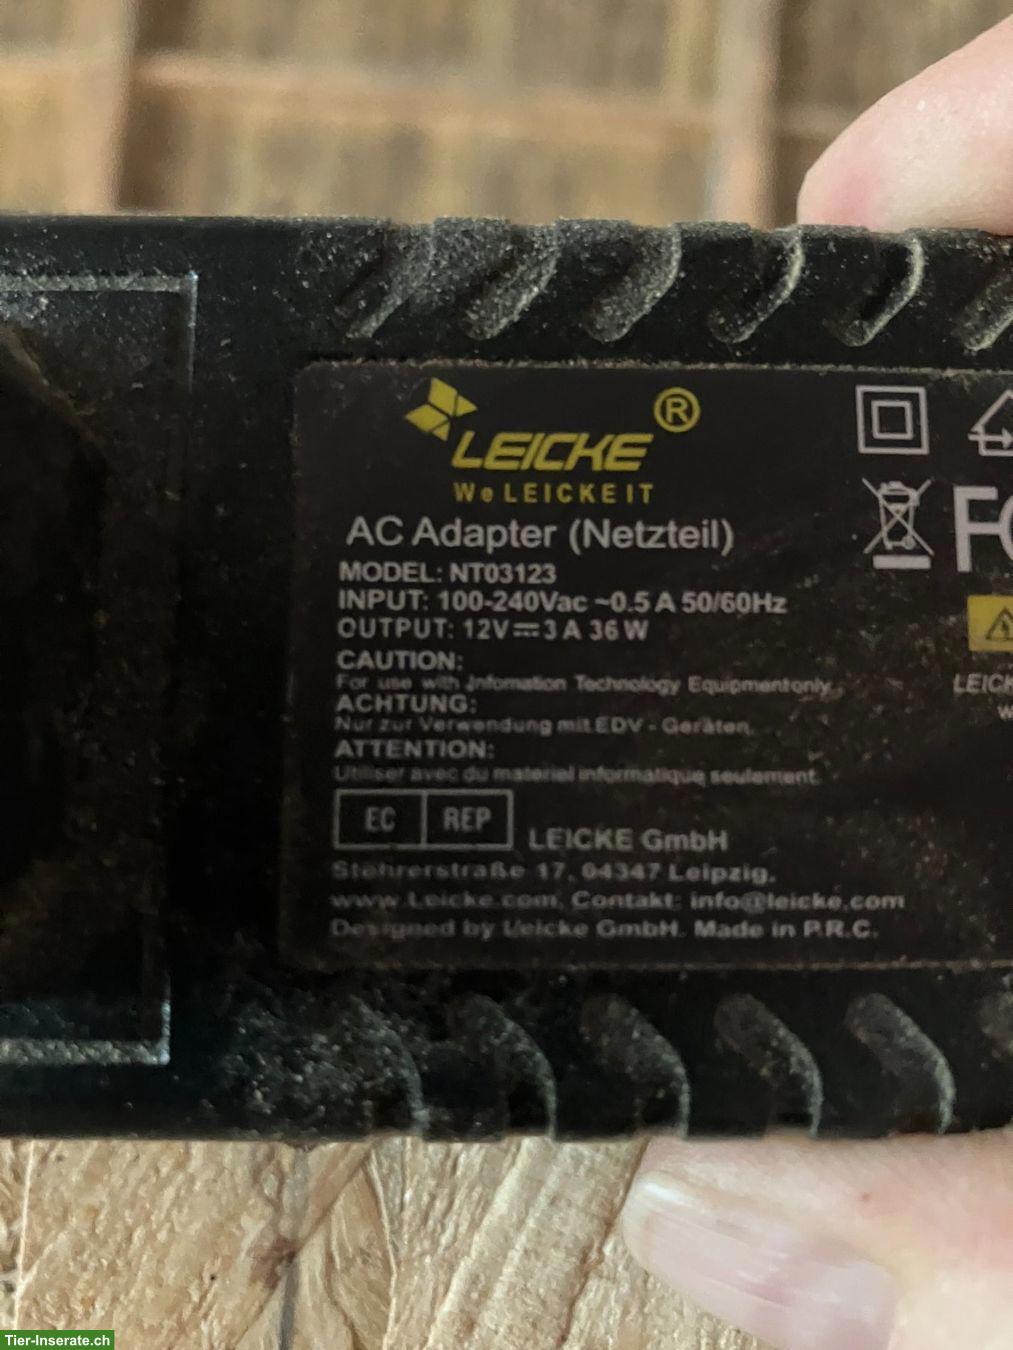 LEICKE®
We LEICKE IT
AC Adapter (Netzteil)
MODEL: NT03123
INPUT: 100-240Vac ~0.5 A 50/60Hz
OUTPUT: 12V⎓3 A 36 W
CAUTION:
For use with Infomation Technology Equipmentonly.
ACHTUNG:
Nur zur Verwendung mit EDV - Geräten.
ATTENTION:
Utiliser avec du materiel informatique seulement.
EC REP LEICKE GmbH
Stöhrerstraße 17, 04347 Leipzig,
www.Leicke.com, Contakt: info@leicke.com
Designed by Leicke GmbH. Made in P.R.C.
LEICK
Tier-Inserate.ch